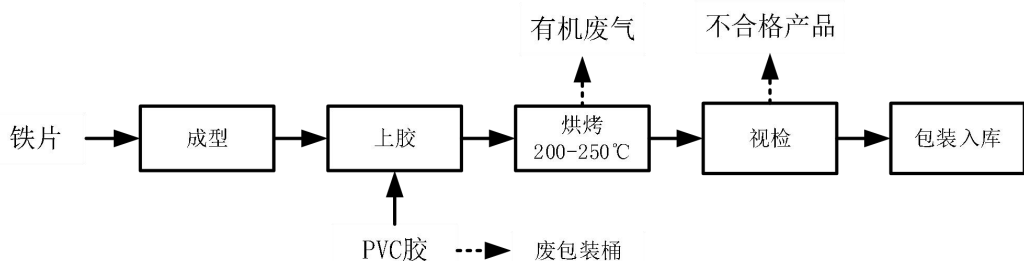 有机废气
不合格产品
铁片
成型
上胶
烘烤
200-250℃
视检
包装入库
PVC胶
废包装桶